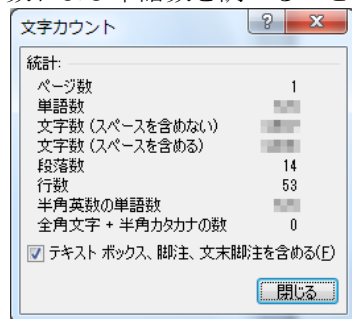 文字カウント
統計:
ページ数 1
単語数
文字数 (スペースを含めない)
文字数 (スペースを含める)
段落数 14
行数 53
半角英数の単語数
全角文字 + 半角カタカナの数 0
テキスト ボックス、脚注、文末脚注を含める(F)
閉じる